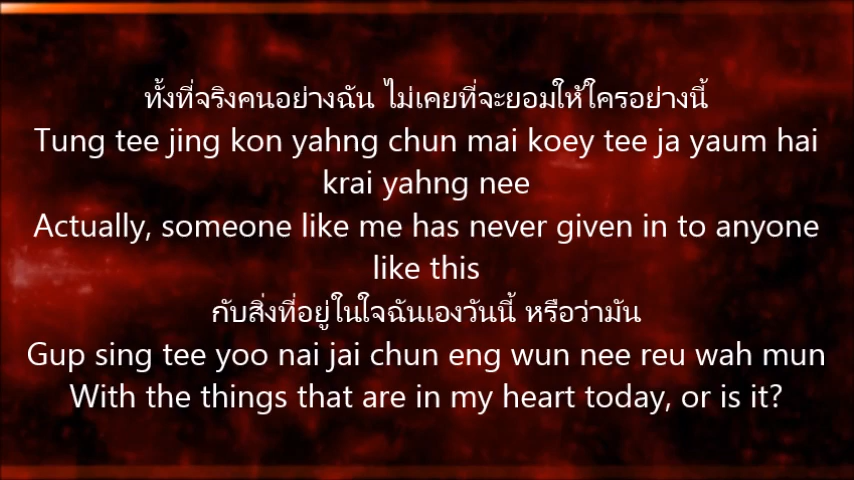 ทั้งที่จริงคนอย่างฉัน ไม่เคยที่จะยอมให้ใครอย่างนี้
Tung tee jing kon yahng chun mai koey tee ja yaum hai
krai yahng nee
Actually, someone like me has never given in to anyone
like this
กับสิ่งที่อยู่ในใจฉันเองวันนี้ หรือว่ามัน
Gup sing tee yoo nai jai chun eng wun nee reu wah mun
With the things that are in my heart today, or is it?